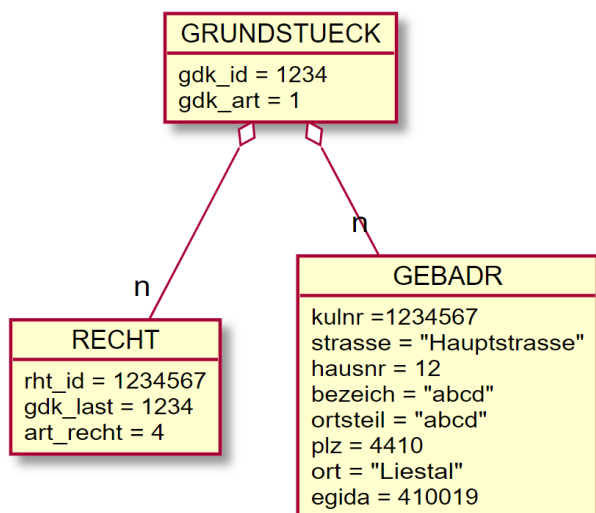 GRUNDSTUECK
gdk_id = 1234
gdk_art = 1
n
n
RECHT
rht_id = 1234567
gdk_last = 1234
art_recht = 4
GEBADR
kulnr =1234567
strasse = "Hauptstrasse"
hausnr = 12
bezeich = "abcd"
ortsteil = "abcd"
plz = 4410
ort = "Liestal"
egida = 410019